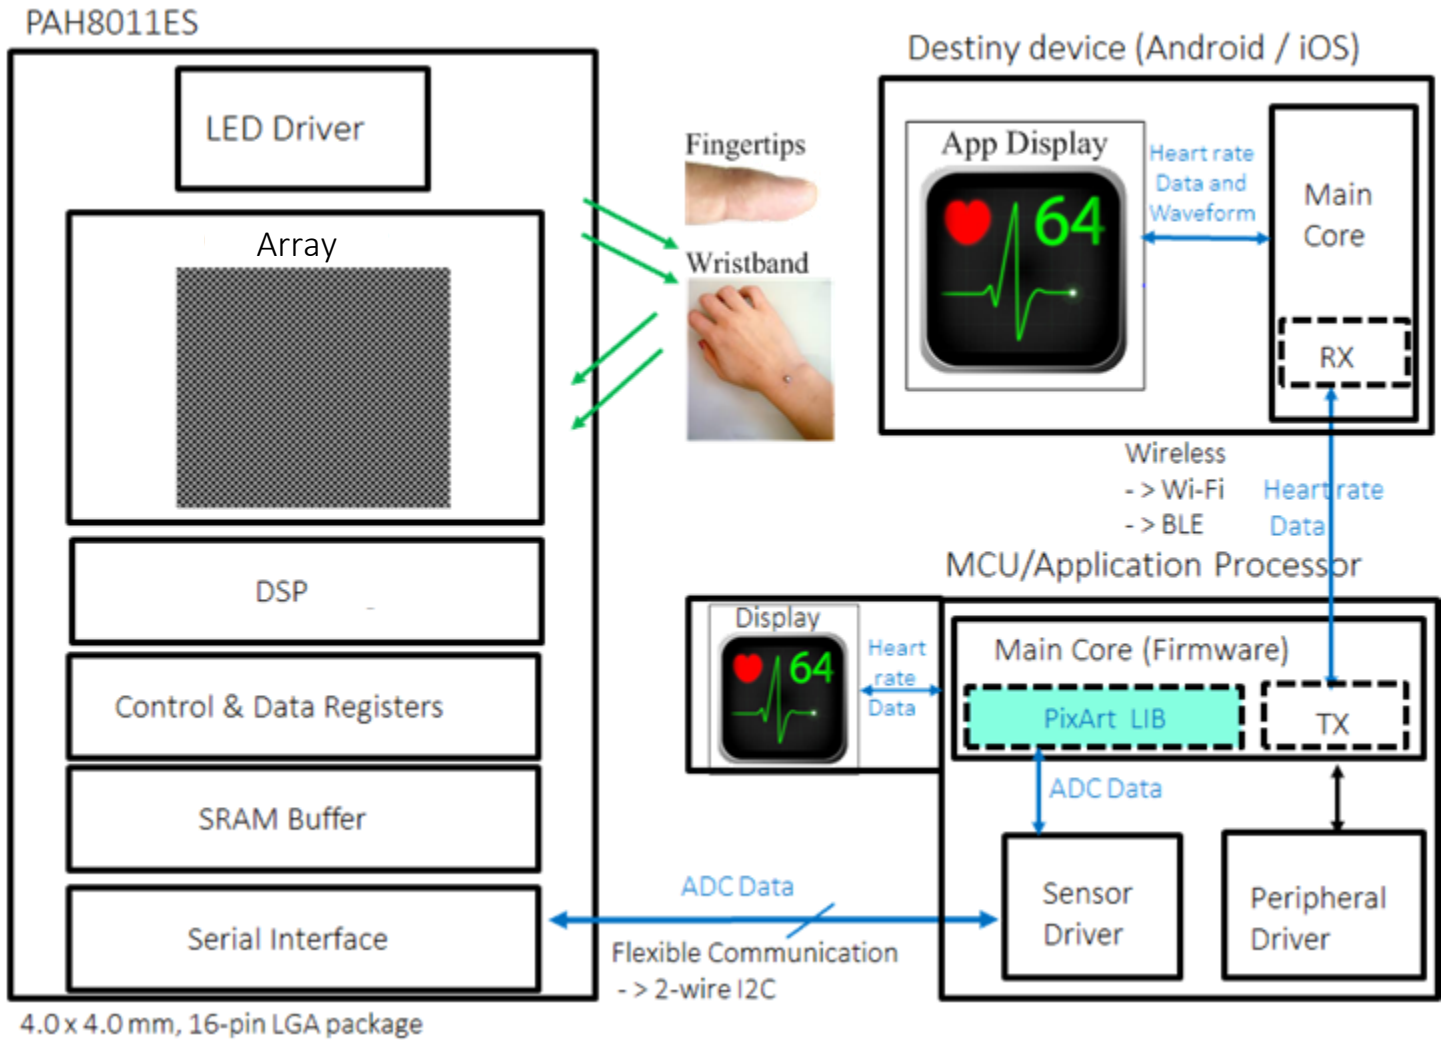 PAH8011ES
LED Driver
Array
DSP
Control & Data Registers
SRAM Buffer
Serial Interface
4.0 x 4.0 mm, 16-pin LGA package
Fingertips
Wristband
Destiny device (Android / iOS)
App Display
64
Heart rate
Data and
Waveform
Main
Core
RX
Wireless
- > Wi-Fi
- > BLE
Heart rate
Data
MCU/Application Processor
Display
64
Heart
rate
Data
Main Core (Firmware)
PixArt LIB
TX
ADC Data
Sensor
Driver
Peripheral
Driver
ADC Data
Flexible Communication
- > 2-wire I2C